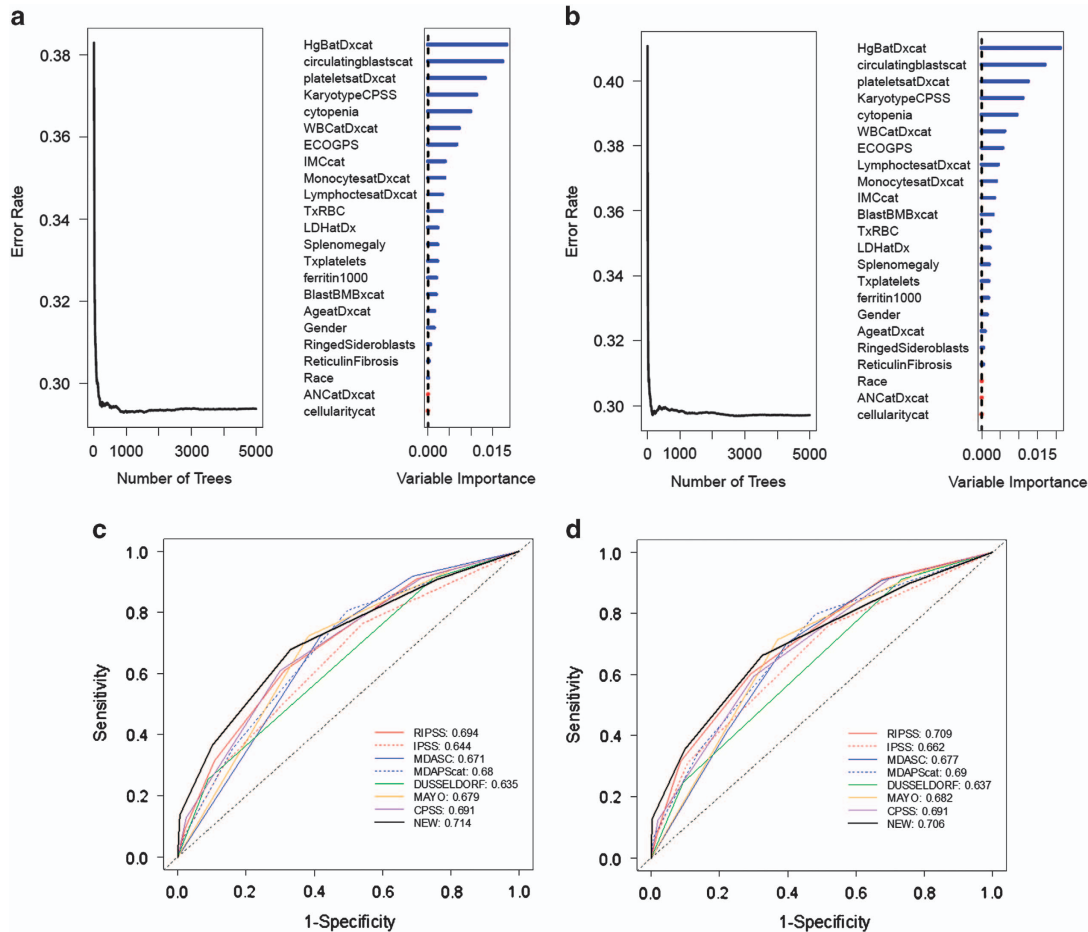 a
Error Rate
0.38
0.36
0.34
0.32
0.30
0 1000 3000 5000
Number of Trees
HgBatDxcat
circulatingblastscat
plateletsatDxcat
KaryotypeCPSS
cytopenia
WBCatDxcat
ECOGPS
IMCcat
MonocytesatDxcat
LymphoctesatDxcat
TxRBC
LDHatDx
Splenomegaly
Txplatelets
ferritin1000
BlastBMBxcat
AgeatDxcat
Gender
RingedSideroblasts
ReticulinFibrosis
Race
ANCatDxcat
cellularitycat
0.000 0.015
Variable Importance
b
Error Rate
0.40
0.38
0.36
0.34
0.32
0.30
0 1000 3000 5000
Number of Trees
HgBatDxcat
circulatingblastscat
plateletsatDxcat
KaryotypeCPSS
cytopenia
WBCatDxcat
ECOGPS
LymphoctesatDxcat
MonocytesatDxcat
IMCcat
BlastBMBxcat
TxRBC
LDHatDx
Splenomegaly
Txplatelets
ferritin1000
Gender
AgeatDxcat
RingedSideroblasts
ReticulinFibrosis
Race
ANCatDxcat
cellularitycat
0.000 0.015
Variable Importance
c
Sensitivity
1.0
0.8
0.6
0.4
0.2
0.0
RIPSS: 0.694
IPSS: 0.644
MDASC: 0.671
MDAPScat: 0.68
DUSSELDORF: 0.635
MAYO: 0.679
CPSS: 0.691
NEW: 0.714
0.0 0.2 0.4 0.6 0.8 1.0
1-Specificity
d
Sensitivity
1.0
0.8
0.6
0.4
0.2
0.0
RIPSS: 0.709
IPSS: 0.662
MDASC: 0.677
MDAPScat: 0.69
DUSSELDORF: 0.637
MAYO: 0.682
CPSS: 0.691
NEW: 0.706
0.0 0.2 0.4 0.6 0.8 1.0
1-Specificity